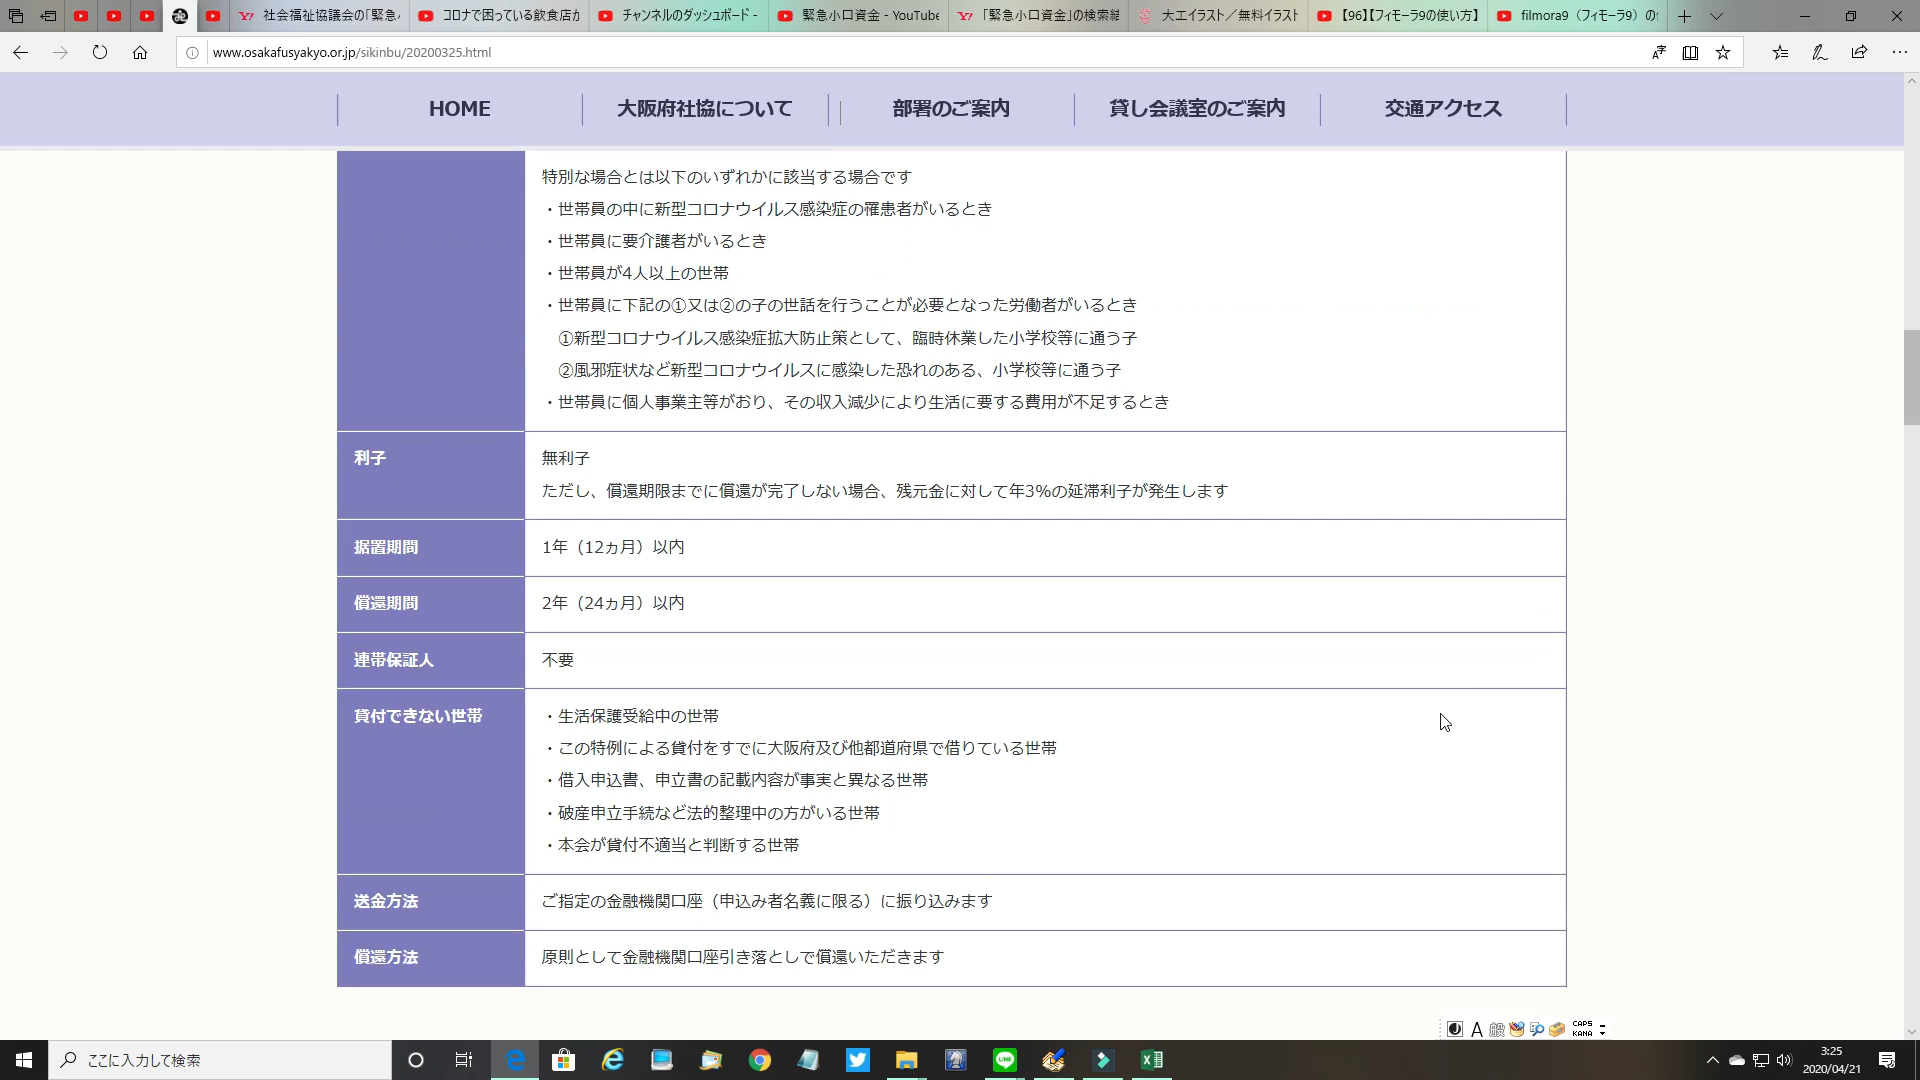 社会福祉協議会の「緊急小
コロナで困っている飲食店が
チャンネルのダッシュボード -
緊急小口資金 - YouTube
「緊急小口資金」の検索結
大工イラスト／無料イラスト
【96】【フィモーラ9の使い方】
filmora9（フィモーラ9）の
www.osakafusyakyo.or.jp/sikinbu/20200325.html
HOME
大阪府社協について
部署のご案内
貸し会議室のご案内
交通アクセス
特別な場合とは以下のいずれかに該当する場合です
・世帯員の中に新型コロナウイルス感染症の罹患者がいるとき
・世帯員に要介護者がいるとき
・世帯員が4人以上の世帯
・世帯員に下記の①又は②の子の世話を行うことが必要となった労働者がいるとき
①新型コロナウイルス感染症拡大防止策として、臨時休業した小学校等に通う子
②風邪症状など新型コロナウイルスに感染した恐れのある、小学校等に通う子
・世帯員に個人事業主等がおり、その収入減少により生活に要する費用が不足するとき
利子
無利子
ただし、償還期限までに償還が完了しない場合、残元金に対して年3%の延滞利子が発生します
据置期間
1年（12ヵ月）以内
償還期間
2年（24ヵ月）以内
連帯保証人
不要
貸付できない世帯
・生活保護受給中の世帯
・この特例による貸付をすでに大阪府及び他都道府県で借りている世帯
・借入申込書、申立書の記載内容が事実と異なる世帯
・破産申立手続など法的整理中の方がいる世帯
・本会が貸付不適当と判断する世帯
送金方法
ご指定の金融機関口座（申込み者名義に限る）に振り込みます
償還方法
原則として金融機関口座引き落としで償還いただきます
A 般 CAPS
KANA
ここに入力して検索
3:25
2020/04/21